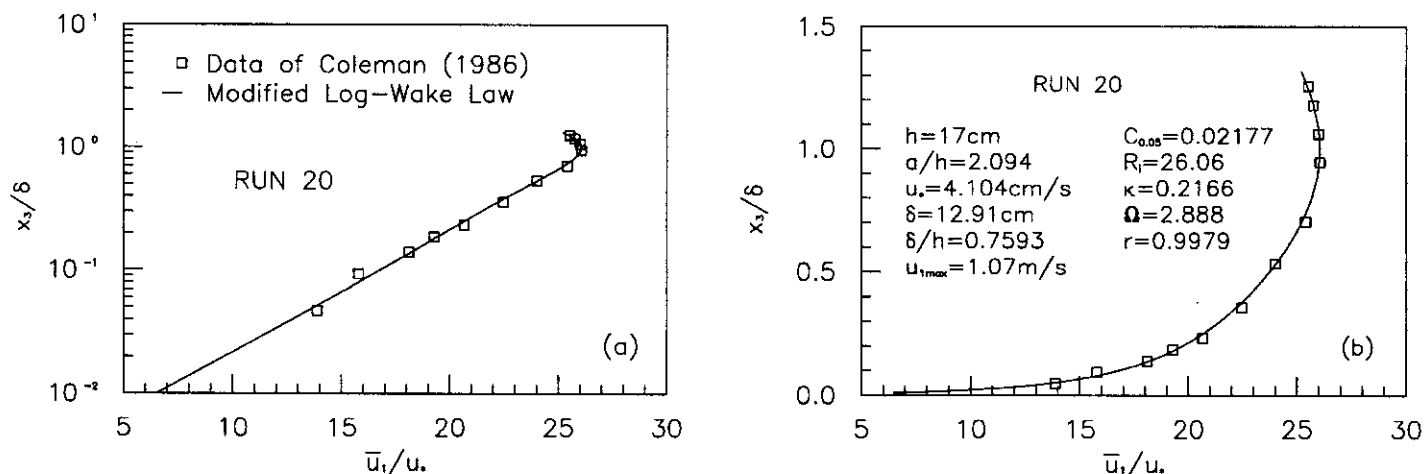 10¹
10⁰
10⁻¹
10⁻²
x₃/δ
Data of Coleman (1986)
Modified Log-Wake Law
RUN 20
(a)
5 10 15 20 25 30
u̅₁/u*
1.5
1.0
0.5
0.0
x₃/δ
RUN 20
h=17cm
a/h=2.094
u*=4.104cm/s
δ=12.91cm
δ/h=0.7593
u₁max=1.07m/s
C₀.₀₅=0.02177
Rᵢ=26.06
κ=0.2166
Ω=2.888
r=0.9979
(b)
5 10 15 20 25 30
u̅₁/u*